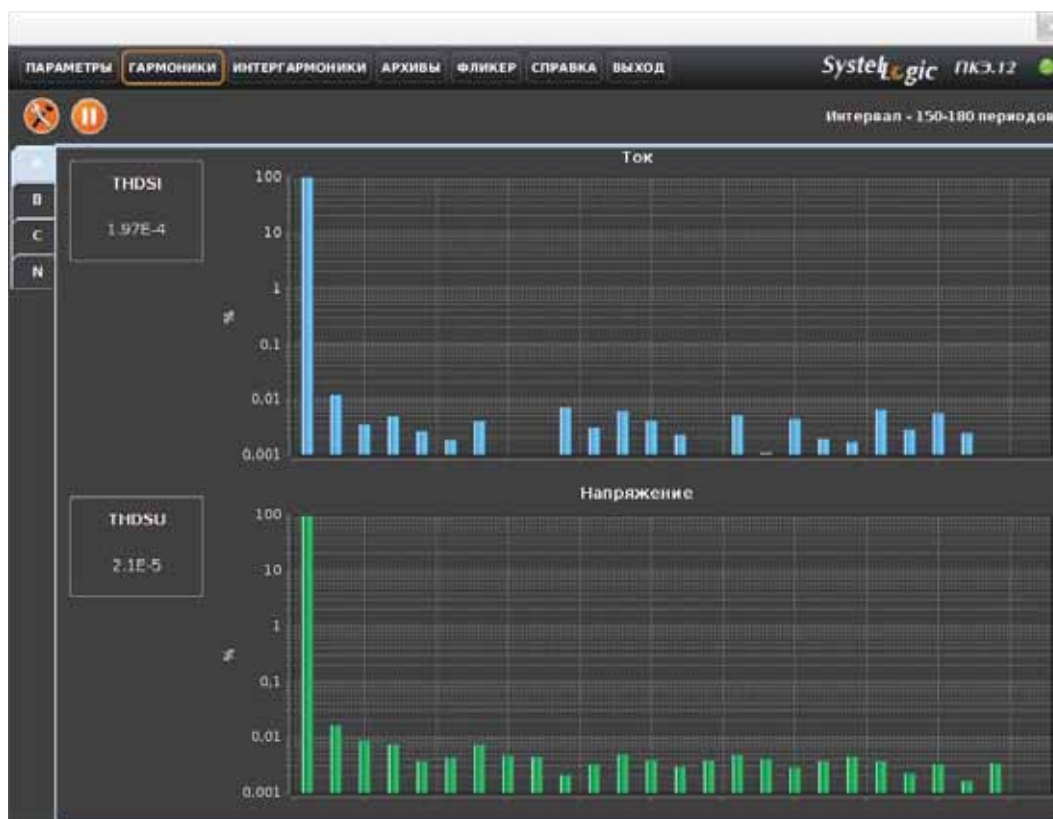 ПАРАМЕТРЫ ГАРМОНИКИ ИНТЕРГАРМОНИКИ АРХИВЫ ФЛИКЕР СПРАВКА ВЫХОД
SystelLogic ПКЭ.12
Интервал - 150-180 периодов
B
C
N
THDSI
1.97E-4
Ток
100
10
1
0,1
0,01
0,001
%
THDSU
2.1E-5
Напряжение
100
10
1
0,1
0,01
0,001
%